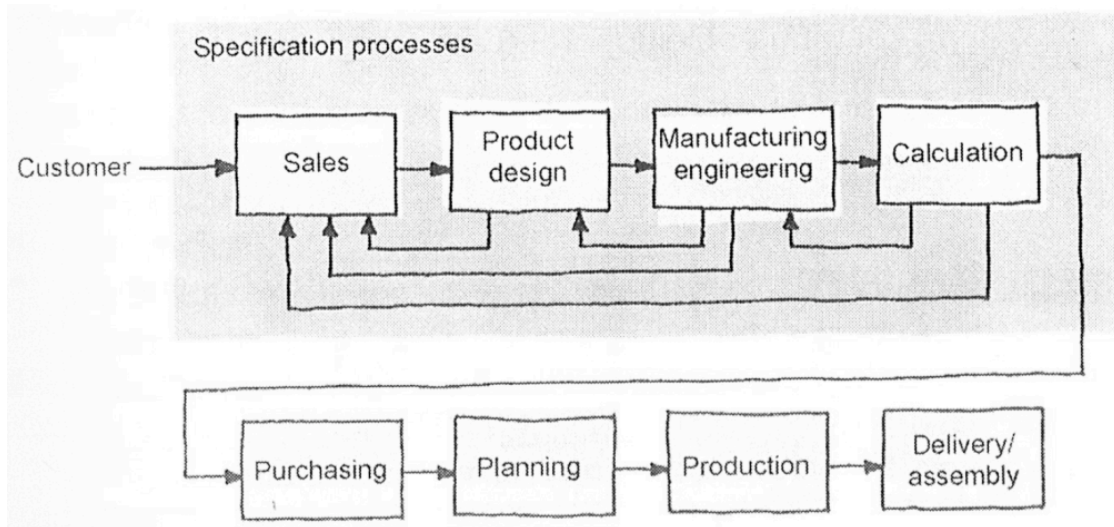 Specification processes
Customer
Sales
Product
design
Manufacturing
engineering
Calculation
Purchasing
Planning
Production
Delivery/
assembly